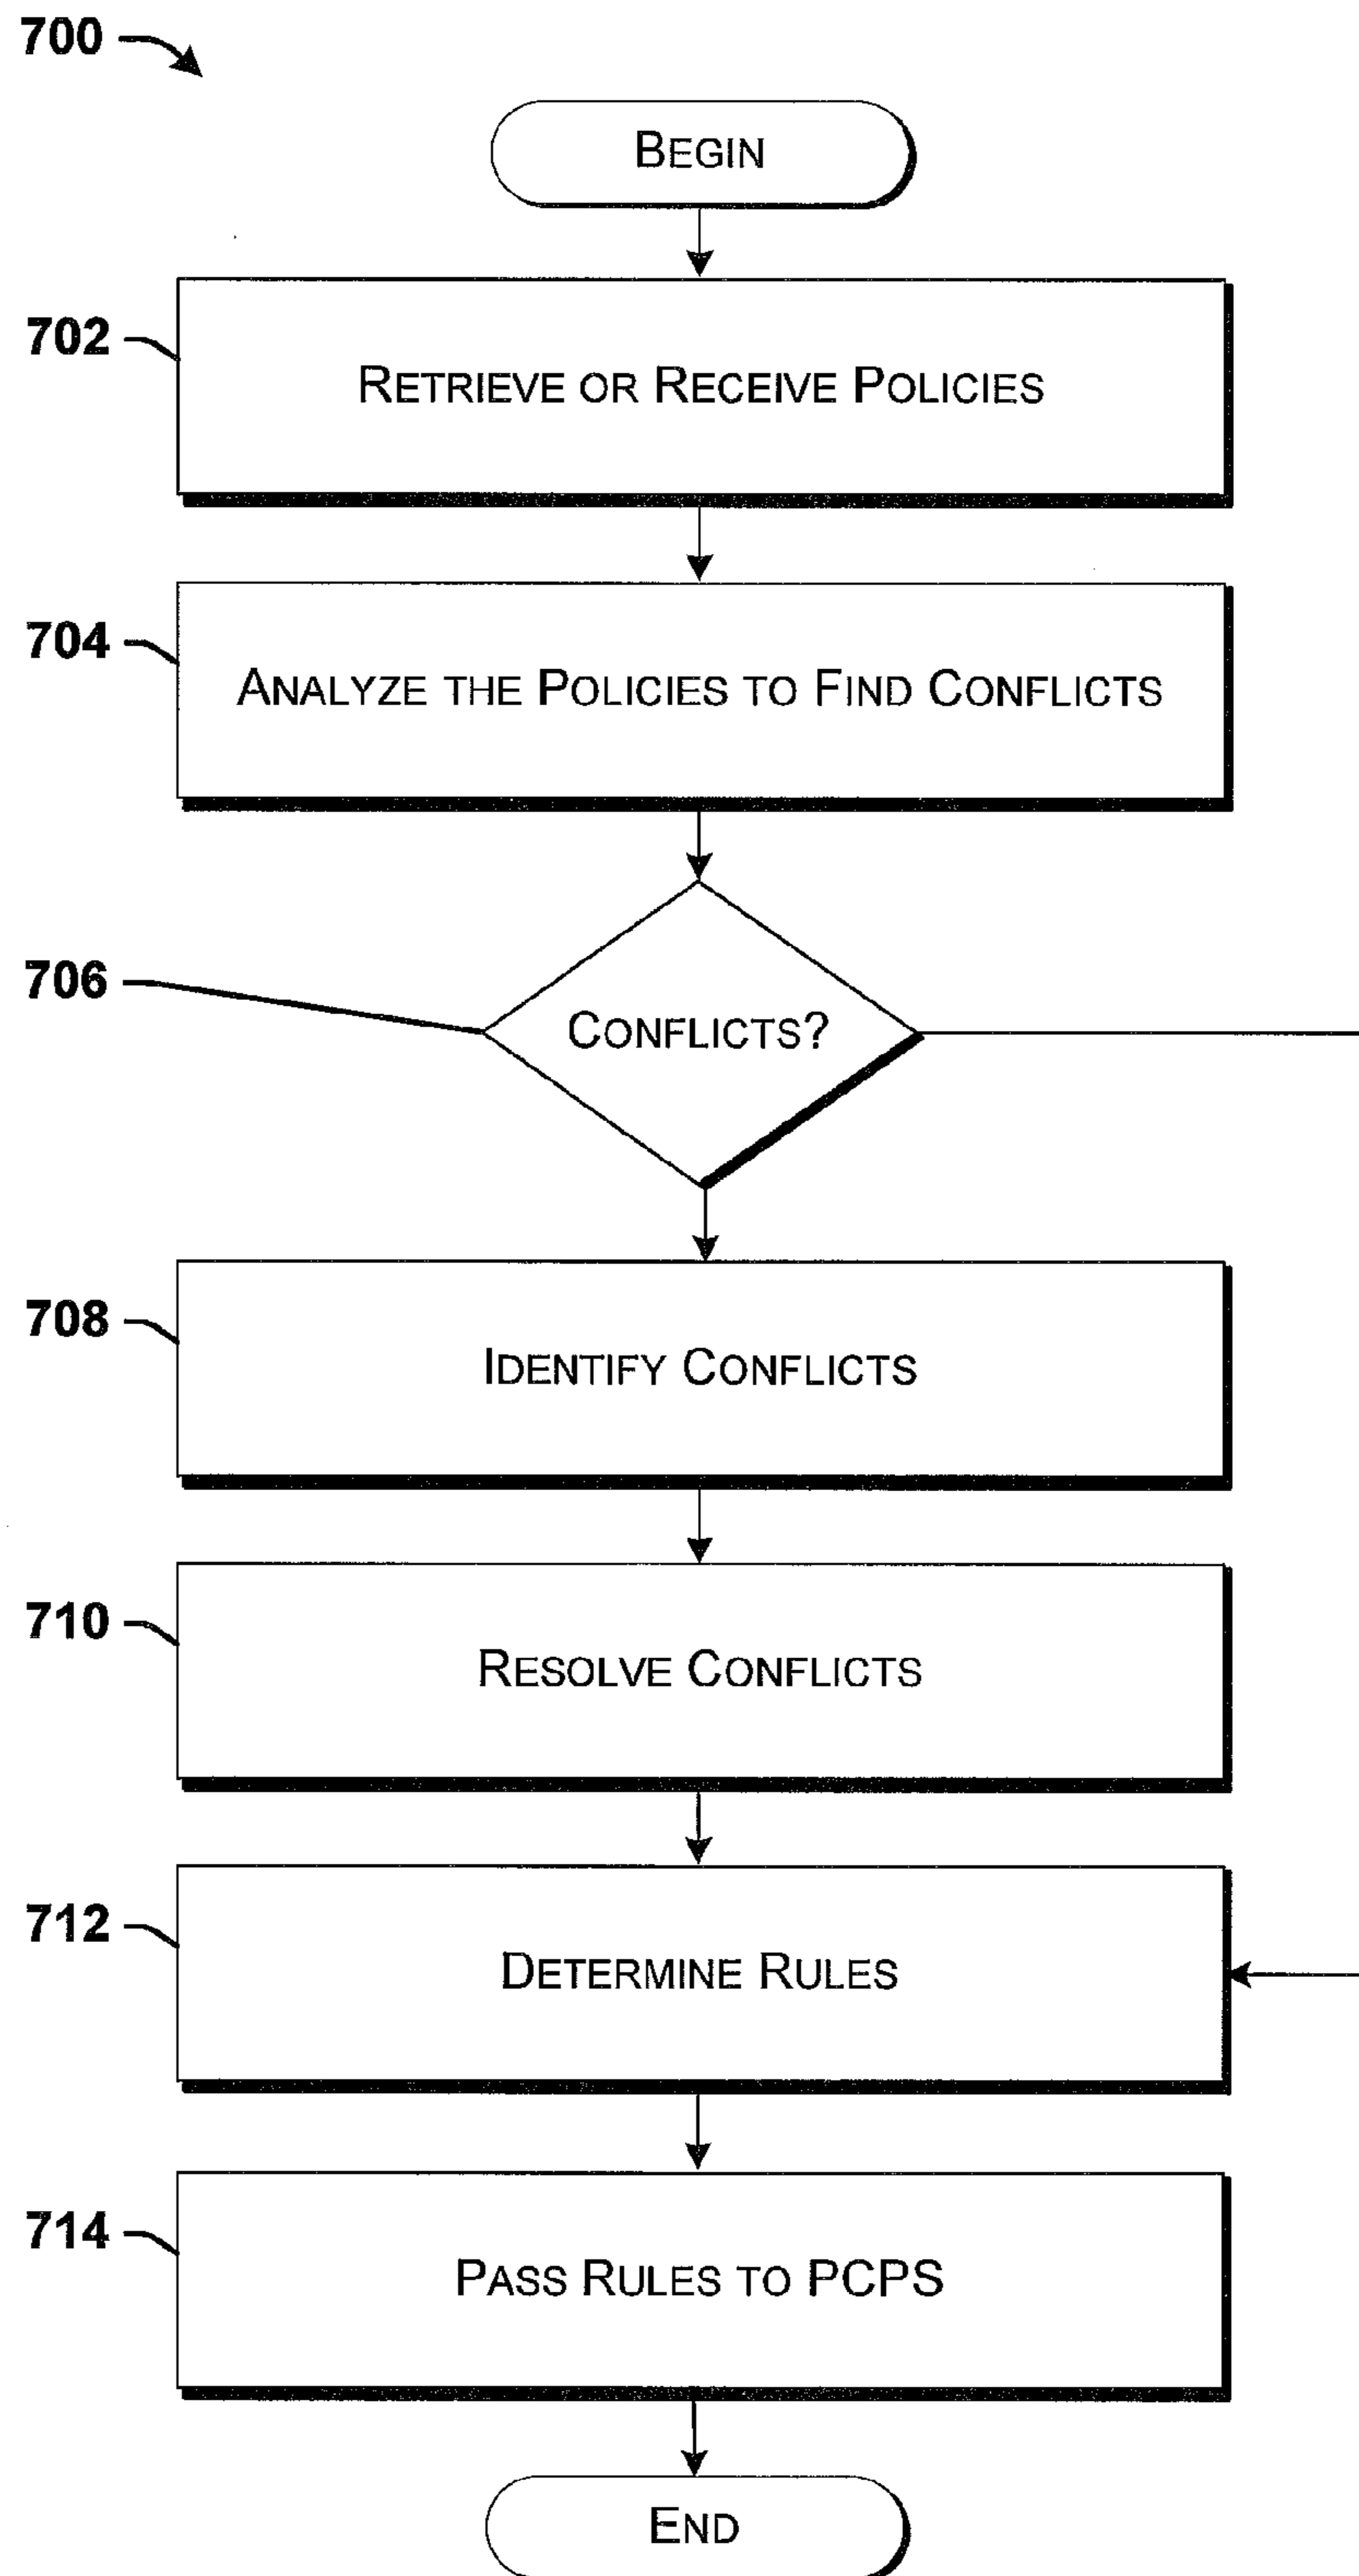 700
BEGIN
702
RETRIEVE OR RECEIVE POLICIES
704
ANALYZE THE POLICIES TO FIND CONFLICTS
706
CONFLICTS?
708
IDENTIFY CONFLICTS
710
RESOLVE CONFLICTS
712
DETERMINE RULES
714
PASS RULES TO PCPS
END